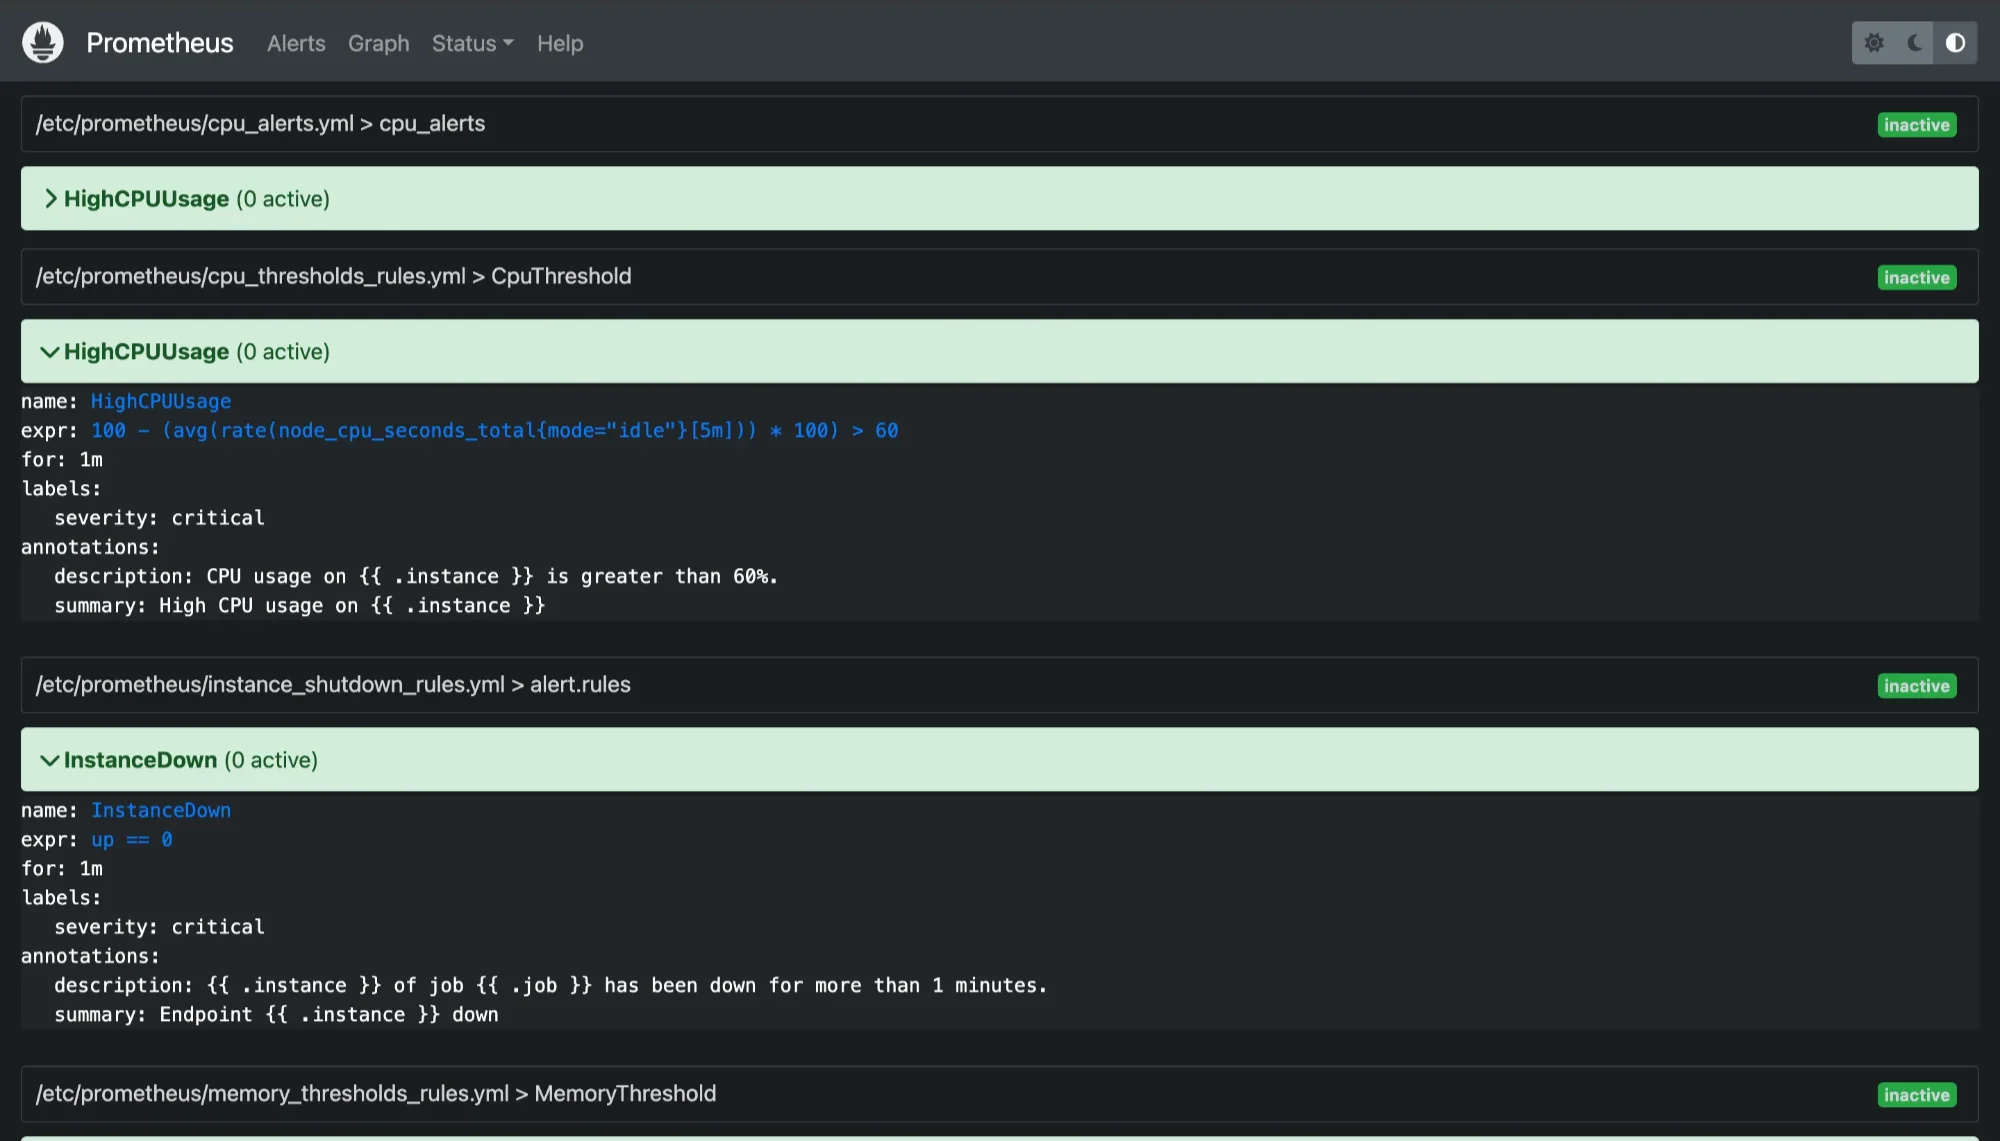 Prometheus Alerts Graph Status Help
/etc/prometheus/cpu_alerts.yml > cpu_alerts inactive
HighCPUUsage (0 active)
/etc/prometheus/cpu_thresholds_rules.yml > CpuThreshold inactive
HighCPUUsage (0 active)
name: HighCPUUsage
expr: 100 - (avg(rate(node_cpu_seconds_total{mode="idle"}[5m])) * 100) > 60
for: 1m
labels:
severity: critical
annotations:
description: CPU usage on {{ .instance }} is greater than 60%.
summary: High CPU usage on {{ .instance }}
/etc/prometheus/instance_shutdown_rules.yml > alert.rules inactive
InstanceDown (0 active)
name: InstanceDown
expr: up == 0
for: 1m
labels:
severity: critical
annotations:
description: {{ .instance }} of job {{ .job }} has been down for more than 1 minutes.
summary: Endpoint {{ .instance }} down
/etc/prometheus/memory_thresholds_rules.yml > MemoryThreshold inactive